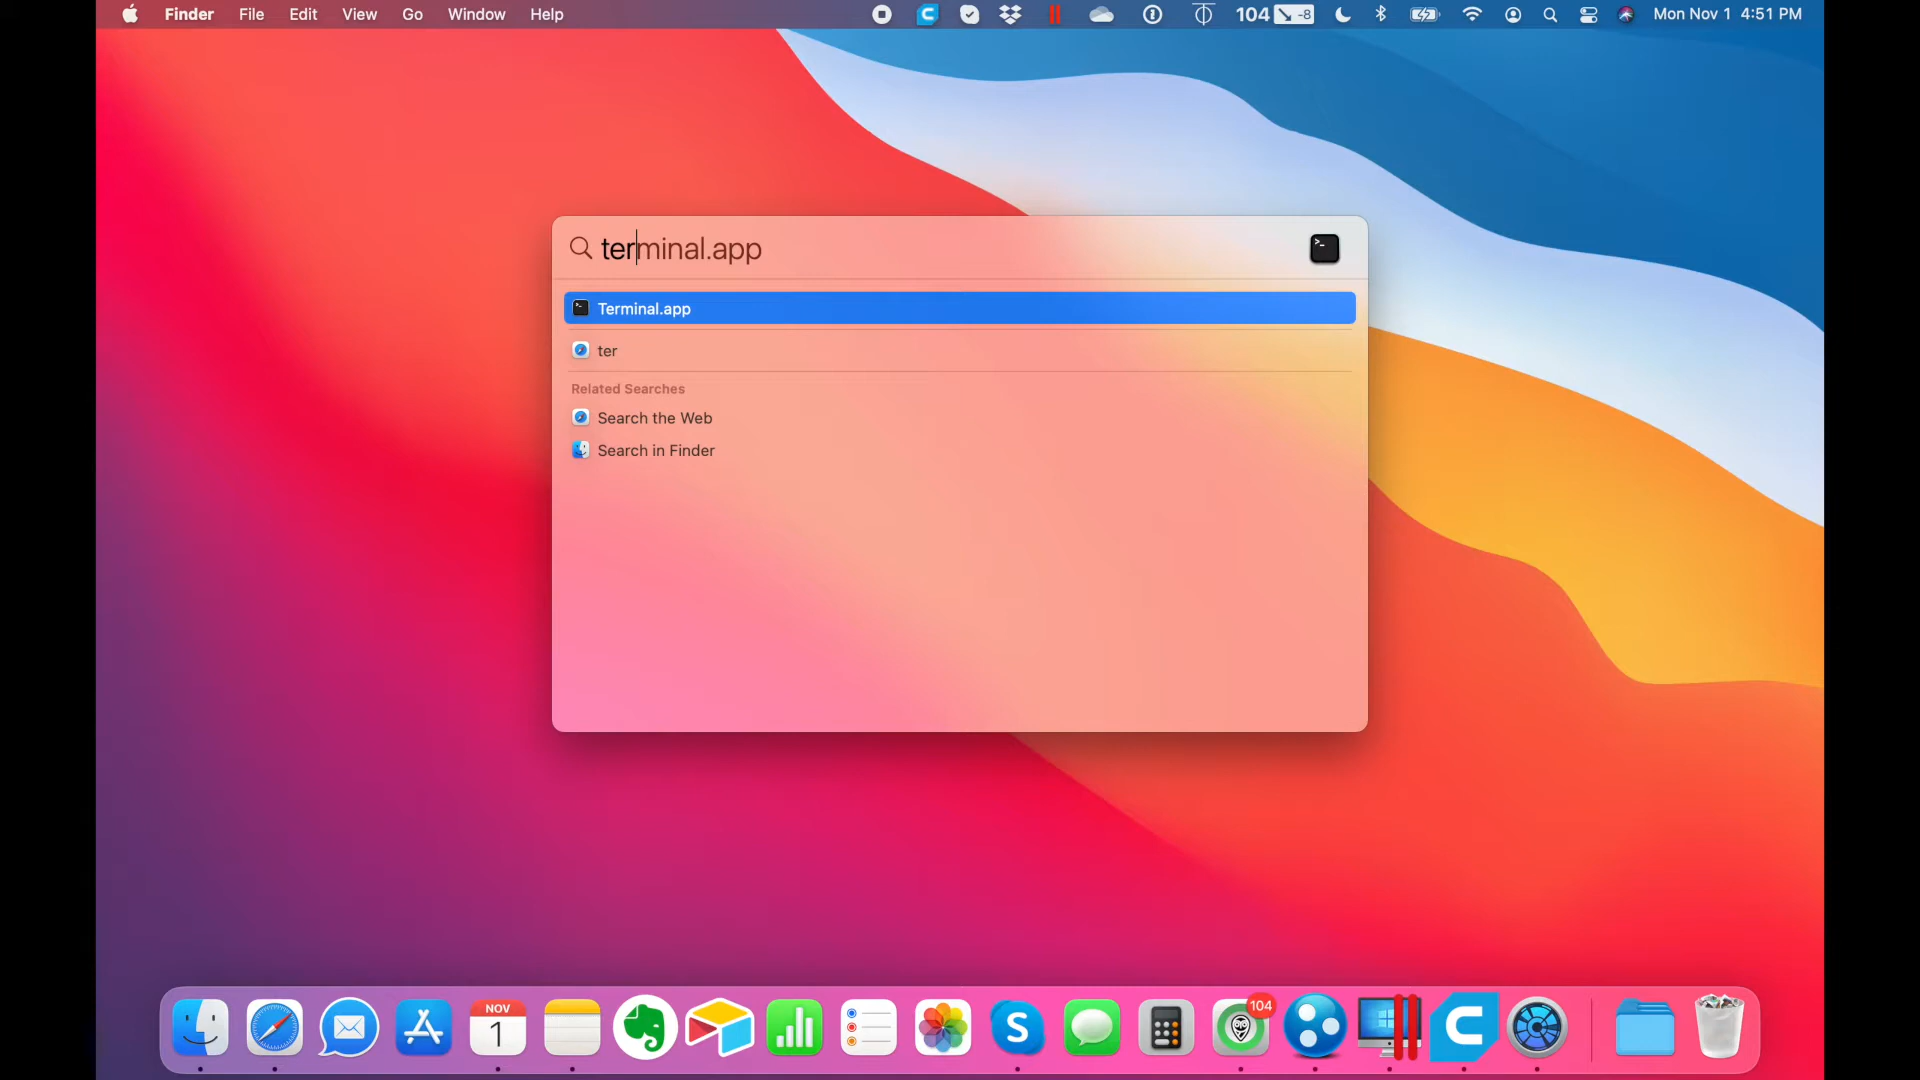 Finder File Edit View Go Window Help 104 -8 Mon Nov 1 4:51 PM
terminal.app
Terminal.app
ter
Related Searches
Search the Web
Search in Finder
NOV
1
104